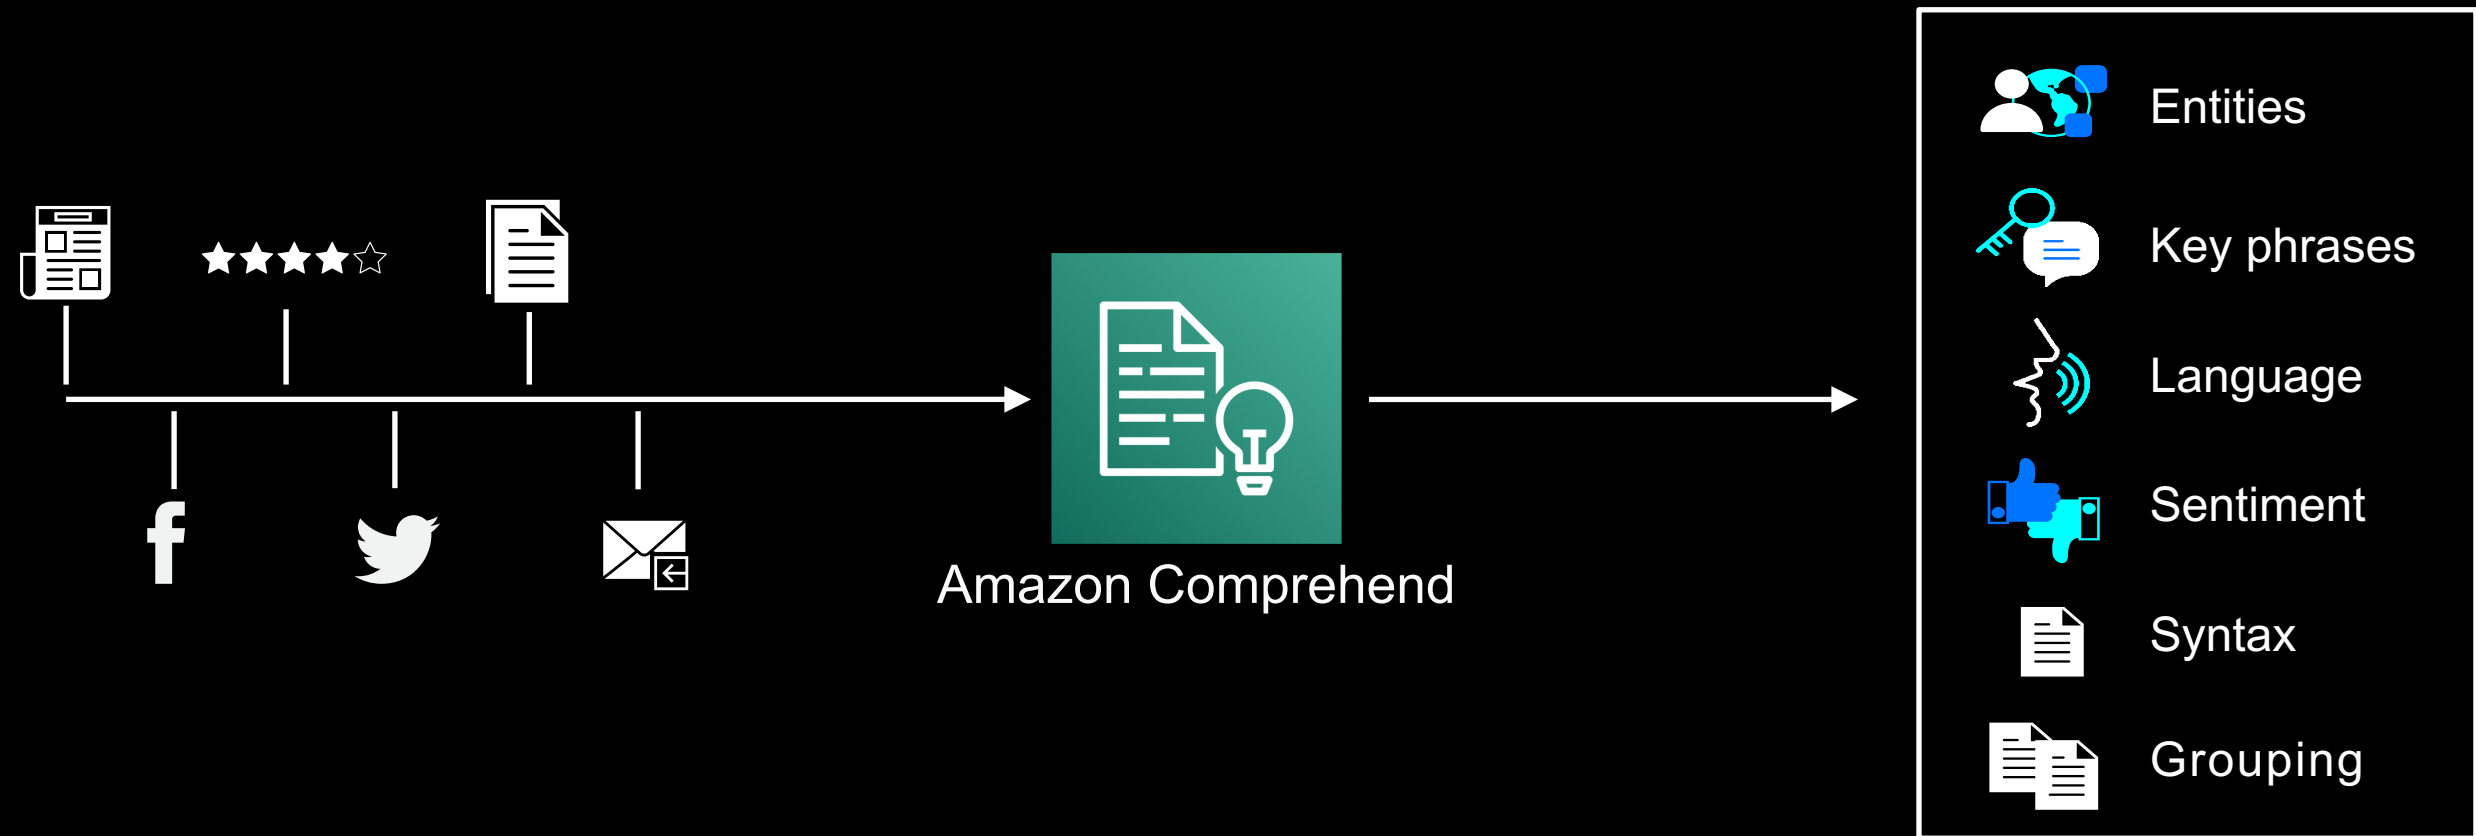 Entities
Key phrases
Language
Sentiment
Syntax
Grouping
Amazon Comprehend